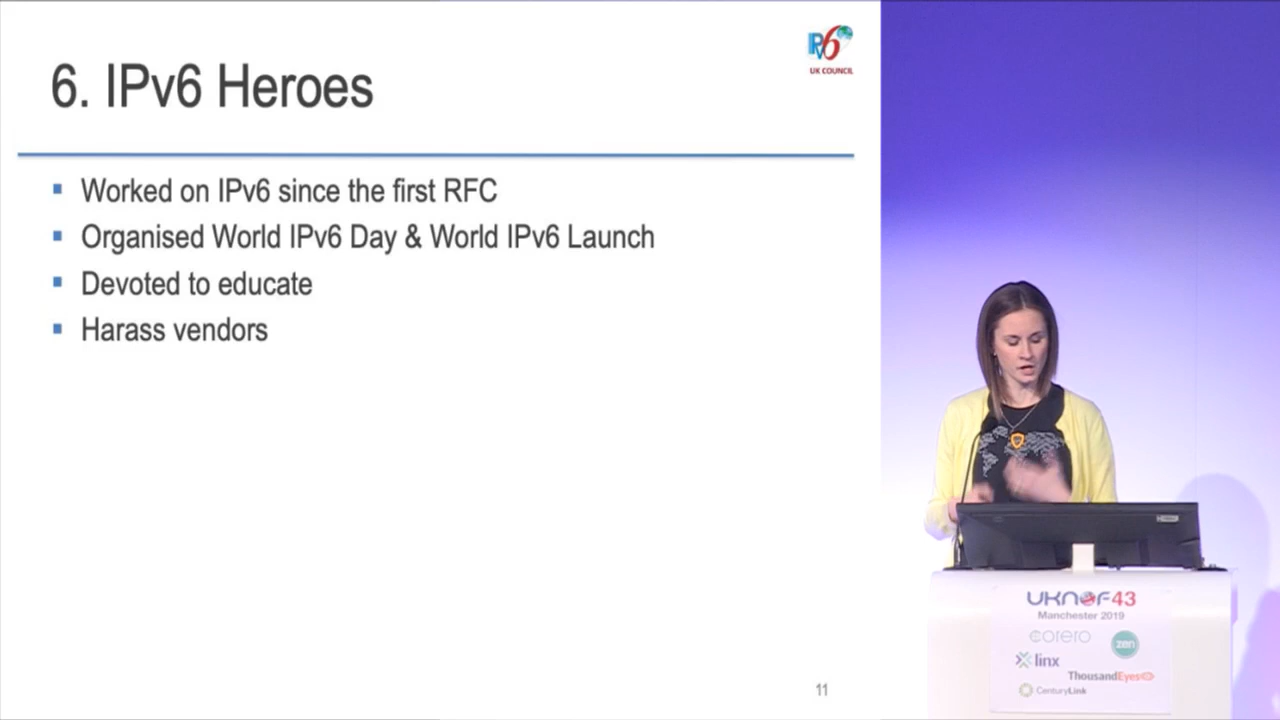 6. IPv6 Heroes
IPv6
UK COUNCIL
Worked on IPv6 since the first RFC
Organised World IPv6 Day & World IPv6 Launch
Devoted to educate
Harass vendors
11
UKNOF43
Manchester 2019
corero
zen
linx
ThousandEyes
CenturyLink